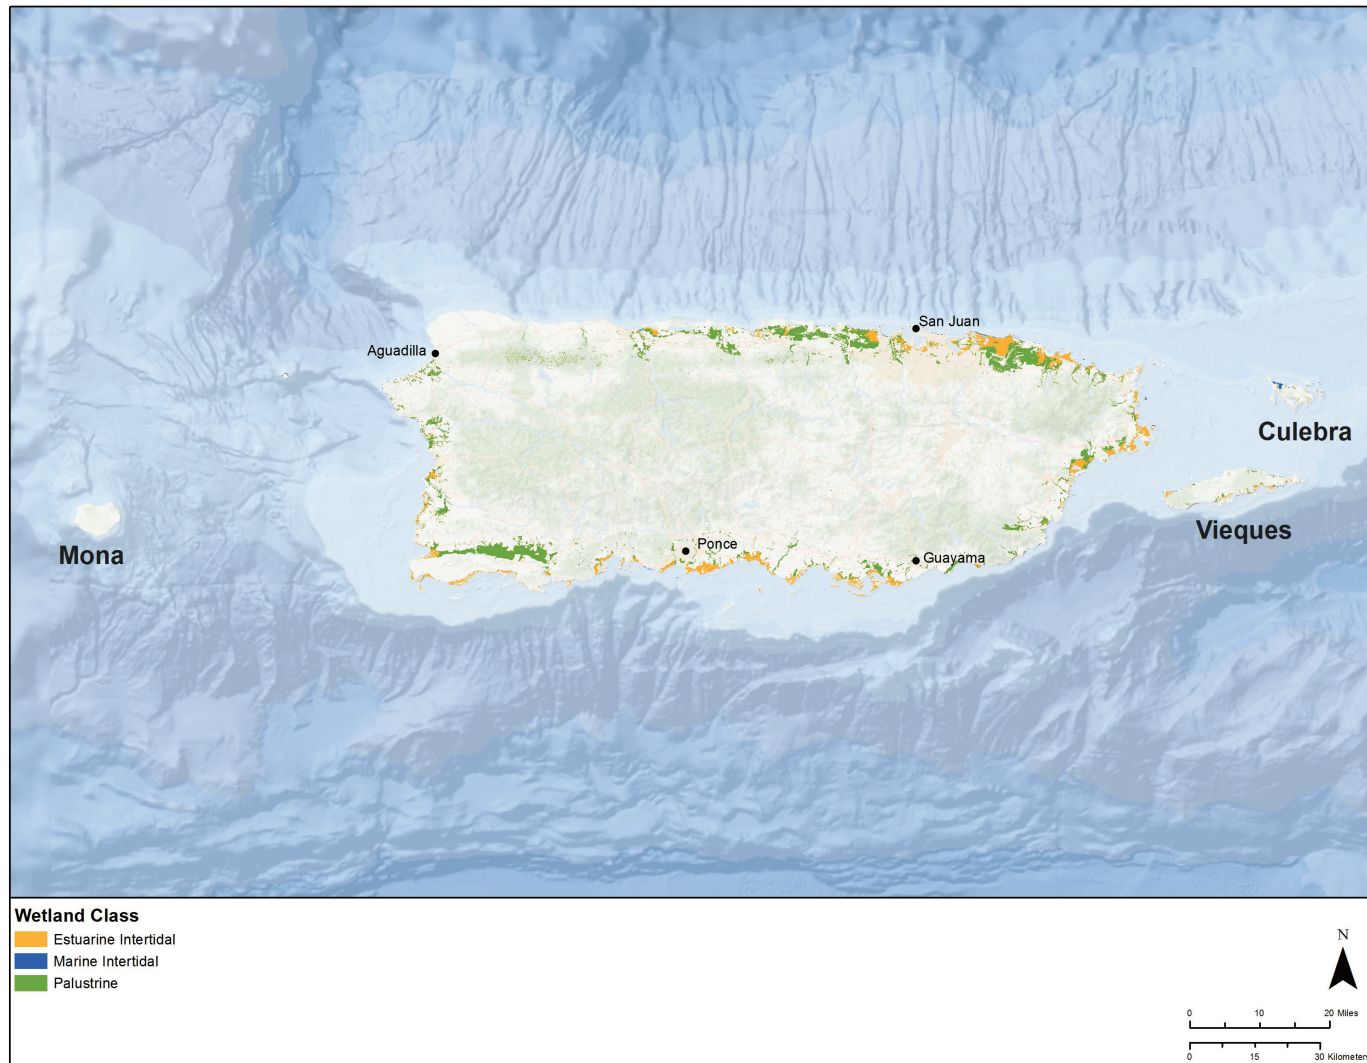 San Juan
Aguadilla
Culebra
Vieques
Mona
Ponce
Guayama
Wetland Class
Estuarine Intertidal
Marine Intertidal
Palustrine
N
0 10 20 Miles
0 15 30 Kilometers